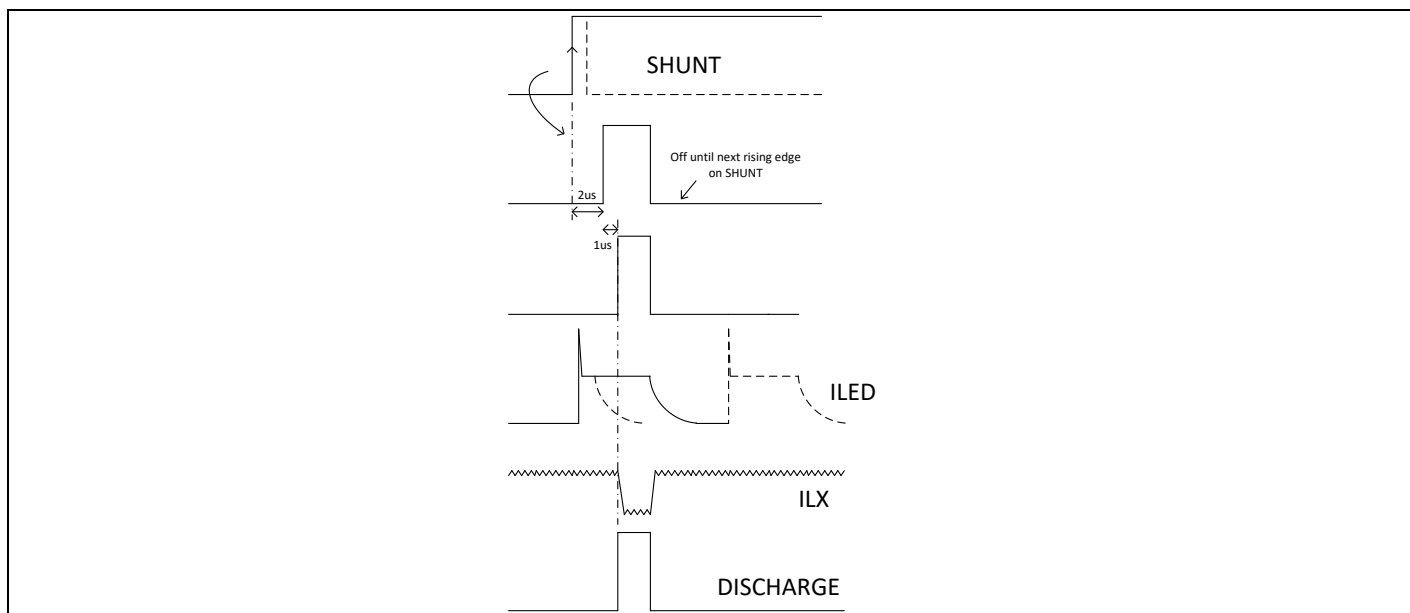 SHUNT
Off until next rising edge
on SHUNT
2us
1us
ILED
ILX
DISCHARGE